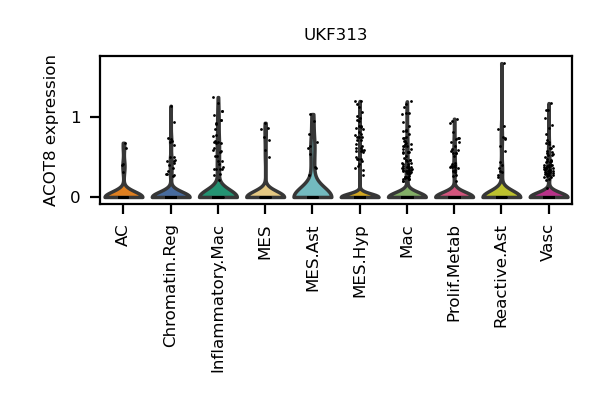 UKF313
ACOT8 expression
1
0
AC
Chromatin.Reg
Inflammatory.Mac
MES
MES.Ast
MES.Hyp
Mac
Prolif.Metab
Reactive.Ast
Vasc